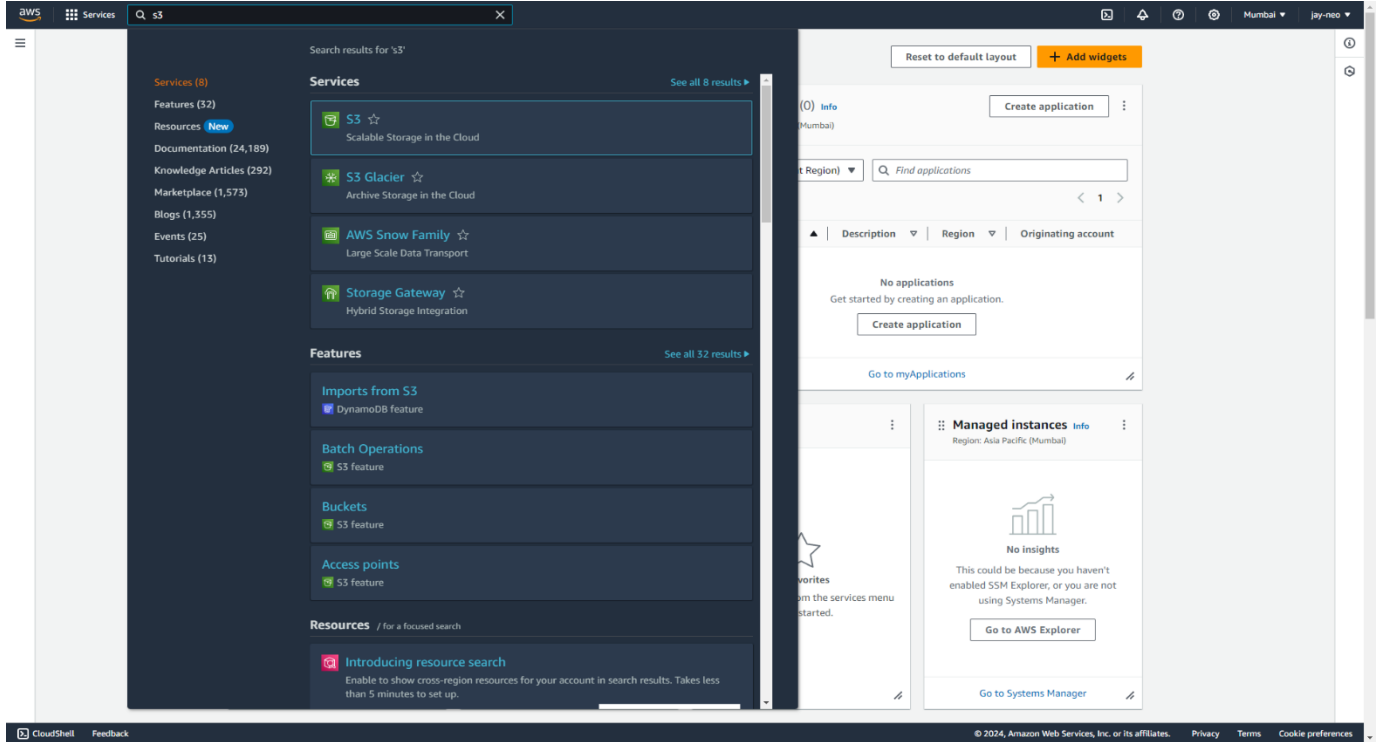 aws
Services
s3
Mumbai
jay-neo
Search results for 's3'
Services (8)
Features (32)
Resources New
Documentation (24,189)
Knowledge Articles (292)
Marketplace (1,573)
Blogs (1,355)
Events (25)
Tutorials (13)
Services
See all 8 results
S3
Scalable Storage in the Cloud
S3 Glacier
Archive Storage in the Cloud
AWS Snow Family
Large Scale Data Transport
Storage Gateway
Hybrid Storage Integration
Features
See all 32 results
Imports from S3
DynamoDB feature
Batch Operations
S3 feature
Buckets
S3 feature
Access points
S3 feature
Resources / for a focused search
Introducing resource search
Enable to show cross-region resources for your account in search results. Takes less
than 5 minutes to set up.
Reset to default layout
+ Add widgets
(0) Info
(Mumbai)
Create application
t Region)
Find applications
1
Description
Region
Originating account
No applications
Get started by creating an application.
Create application
Go to myApplications
vorites
om the services menu
started.
Managed instances Info
Region: Asia Pacific (Mumbai)
No insights
This could be because you haven't
enabled SSM Explorer, or you are not
using Systems Manager.
Go to AWS Explorer
Go to Systems Manager
CloudShell
Feedback
© 2024, Amazon Web Services, Inc. or its affiliates.
Privacy
Terms
Cookie preferences